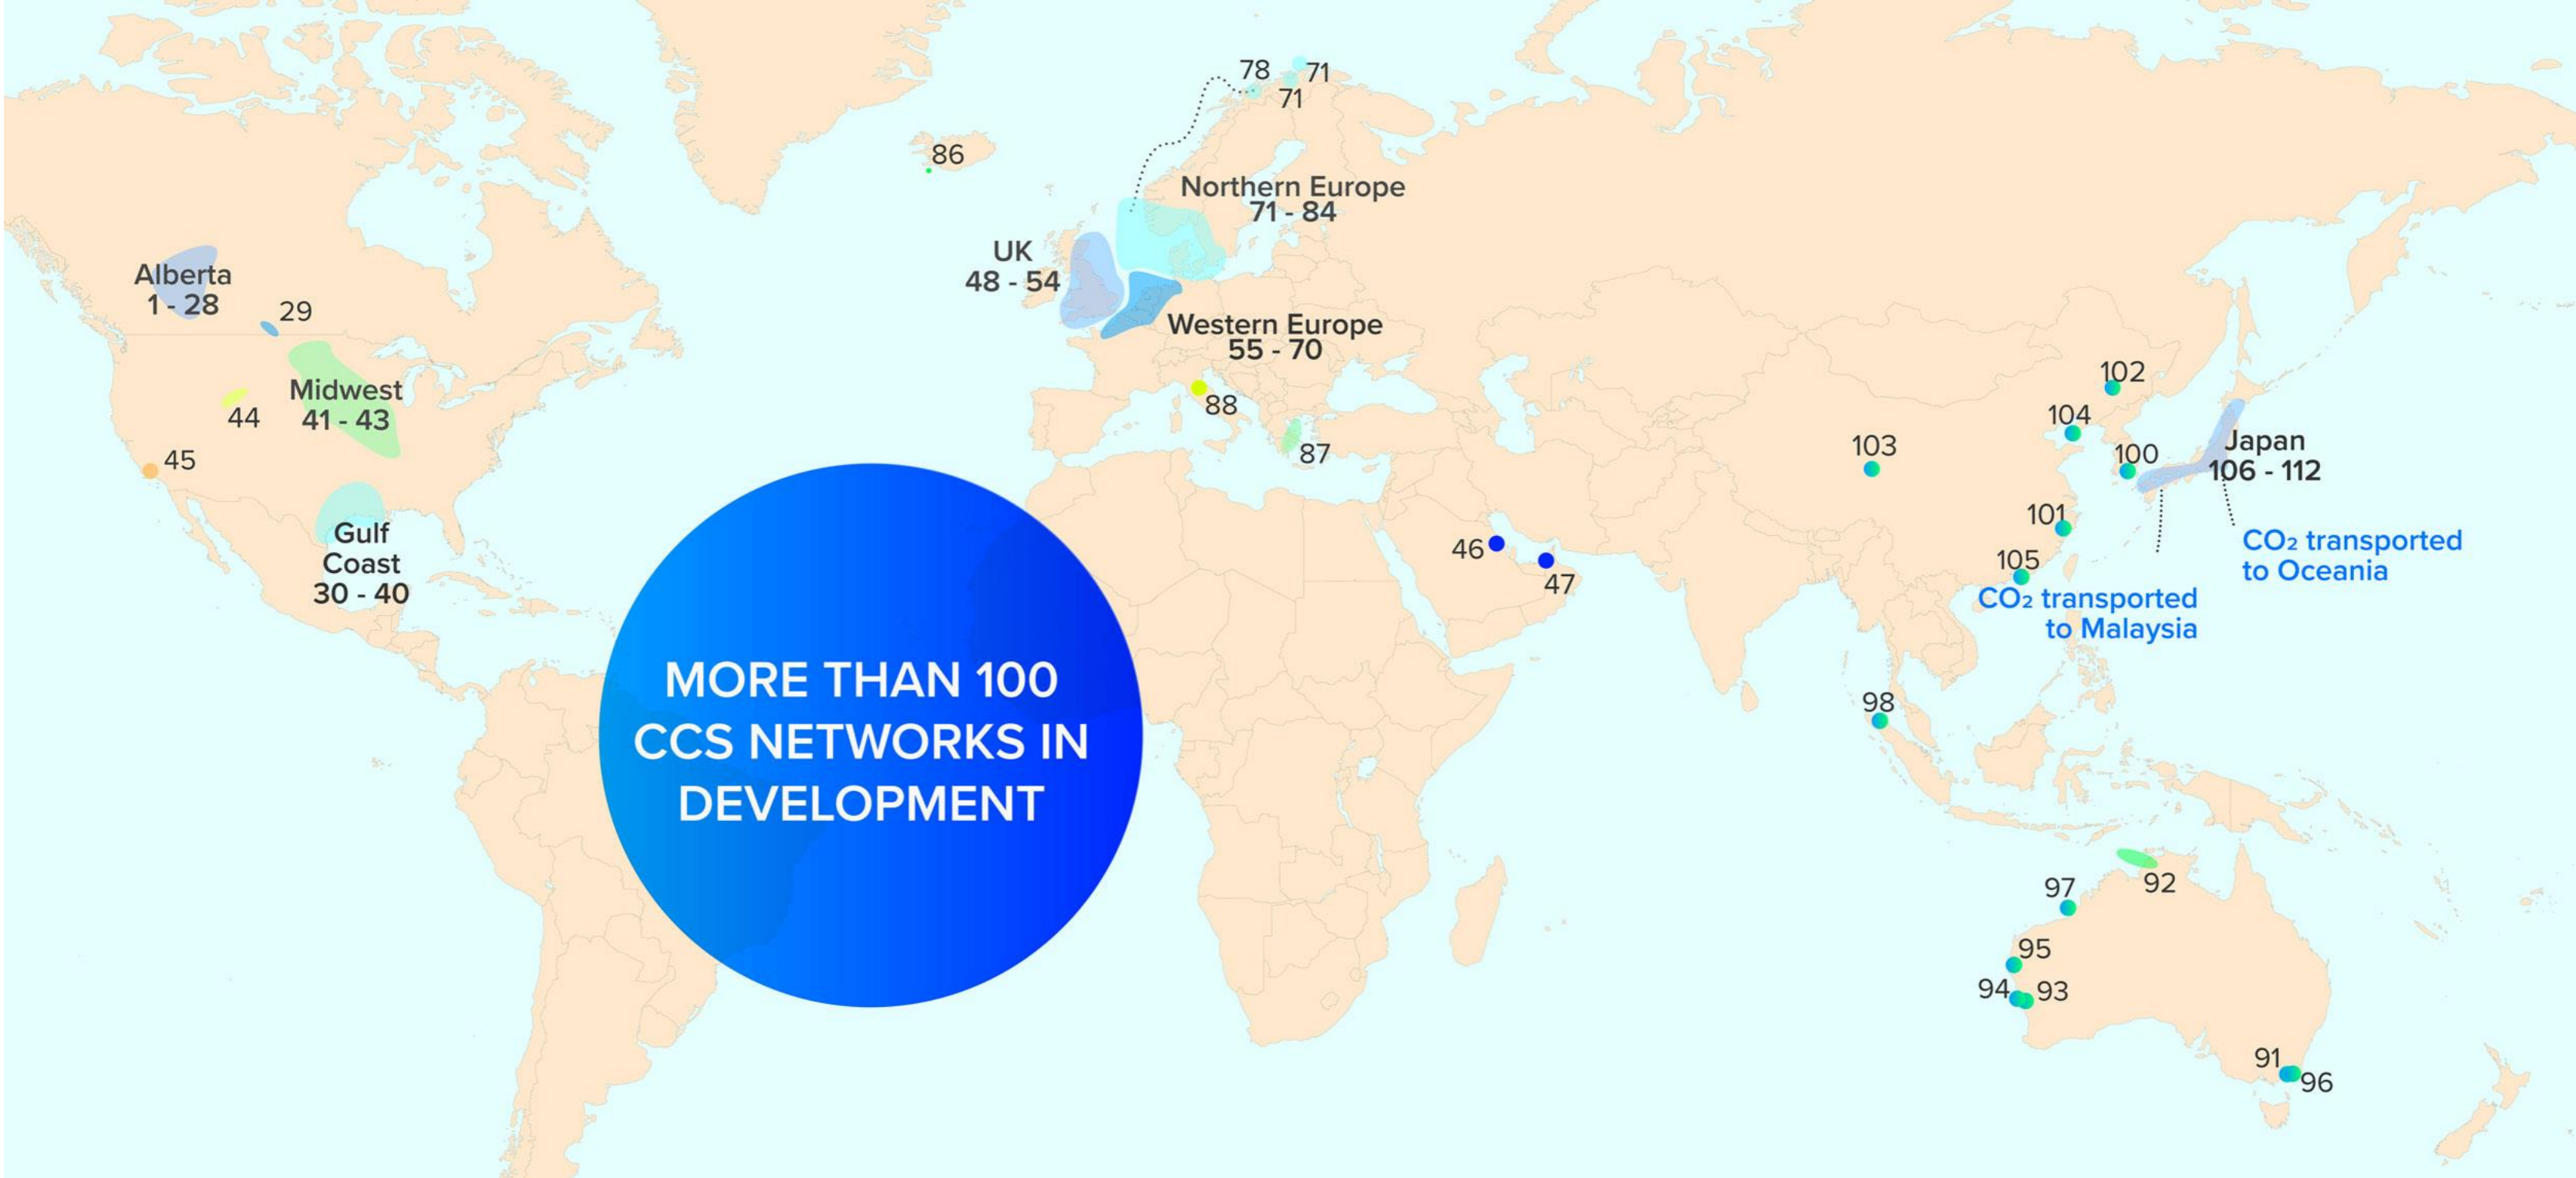 78
71
71
86
Northern Europe
71 - 84
UK
48 - 54
Alberta
1 - 28
29
Western Europe
55 - 70
Midwest
41 - 43
44
45
88
87
102
104
103
100
Japan
106 - 112
Gulf
Coast
30 - 40
46
47
101
105
CO₂ transported
to Oceania
CO₂ transported
to Malaysia
MORE THAN 100
CCS NETWORKS IN
DEVELOPMENT
98
92
97
95
94
93
91
96